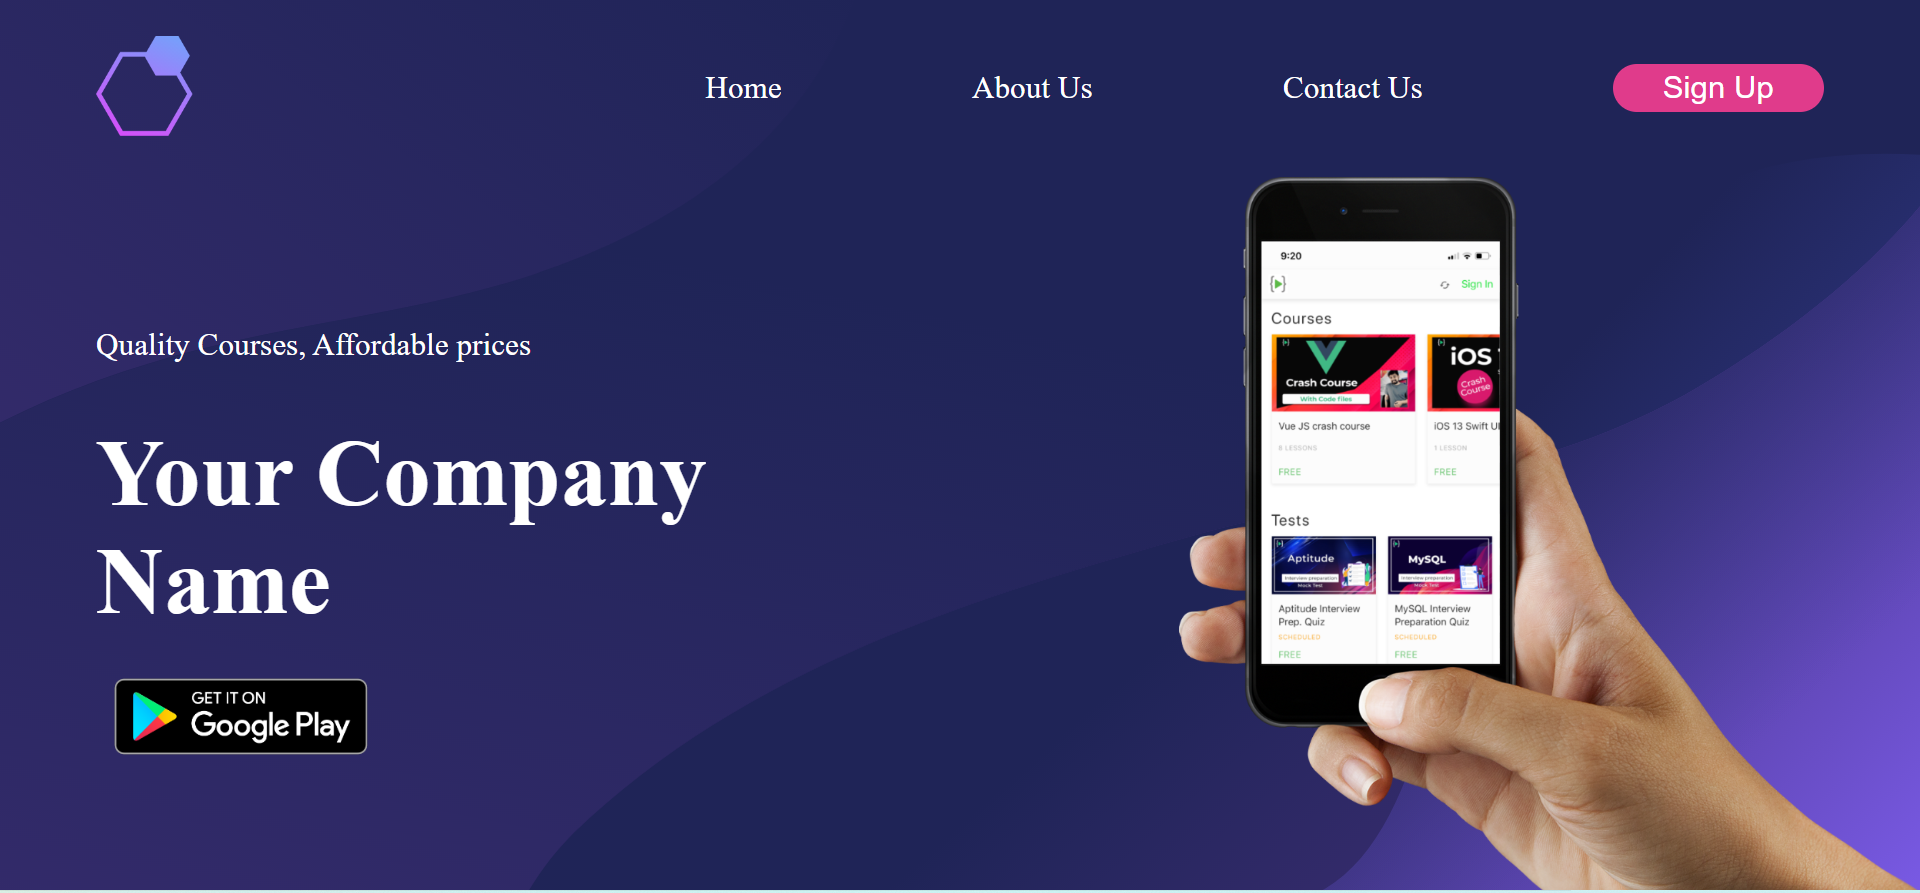 Home
About Us
Contact Us
Sign Up
Quality Courses, Affordable prices
Your Company
Name
GET IT ON
Google Play
9:20
Sign In
Courses
Crash Course
With Code files
iOS
Crash
Course
Vue JS crash course
iOS 13 Swift UI
8 LESSONS
1 LESSON
FREE
FREE
Tests
Aptitude
Interview preparation
Mock Test
MySQL
Interview preparation
Mock Test
Aptitude Interview
Prep. Quiz
MySQL Interview
Preparation Quiz
SCHEDULED
SCHEDULED
FREE
FREE